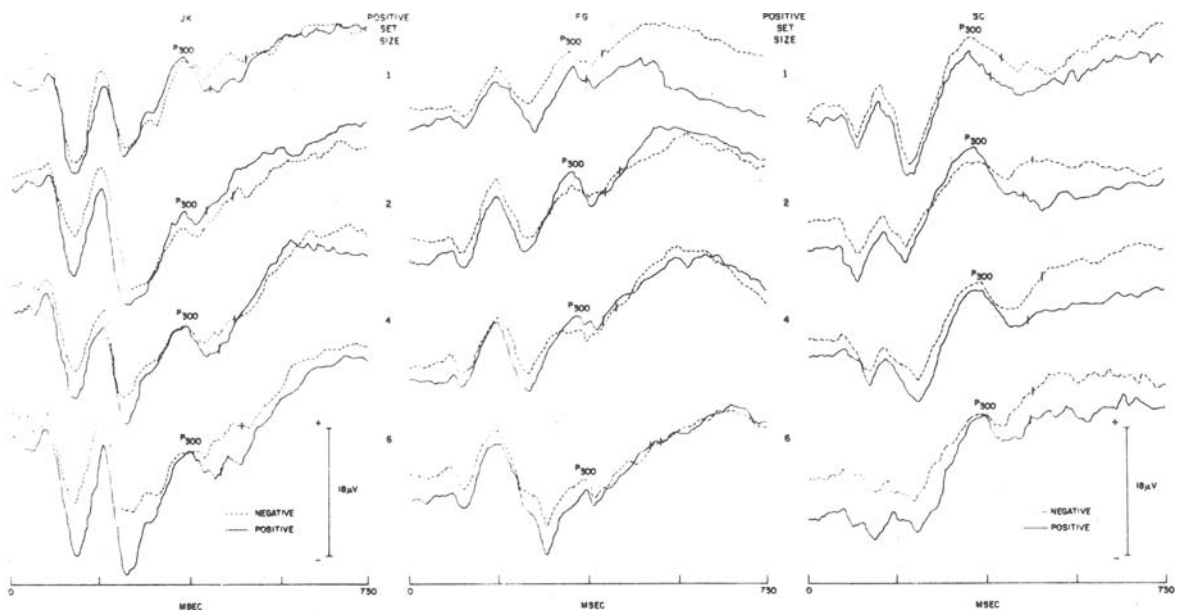 JK
POSITIVE
SET
SIZE
FG
POSITIVE
SET
SIZE
SC
P300
1
P300
1
P300
P300
2
P300
2
P300
P300
4
P300
4
P300
P300
6
P300
6
P300
+
18μV
-
NEGATIVE
POSITIVE
+
18μV
-
NEGATIVE
POSITIVE
0
MSEC
730
0
MSEC
730
0
MSEC
730